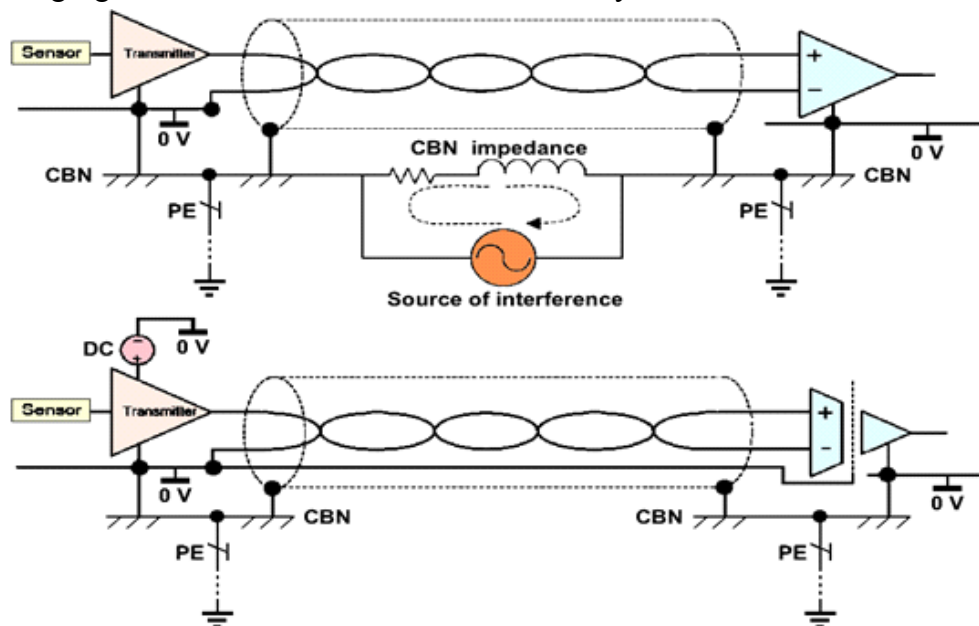 Sensor
Transmitter
+
−
0 V
0 V
CBN impedance
CBN
CBN
PE
PE
Source of interference
−
0 V
DC
+
Sensor
Transmitter
+
−
0 V
0 V
CBN
CBN
PE
PE